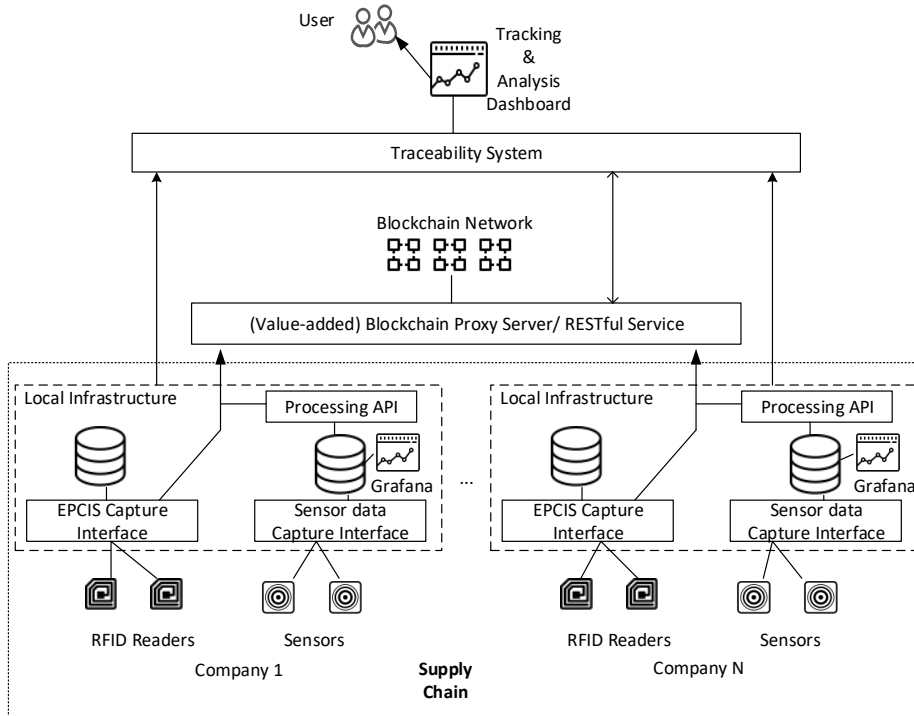 User
Tracking
&
Analysis
Dashboard
Traceability System
Blockchain Network
(Value-added) Blockchain Proxy Server/ RESTful Service
Local Infrastructure
Processing API
Grafana
EPCIS Capture
Interface
Sensor data
Capture Interface
RFID Readers
Sensors
Company 1
...
Local Infrastructure
Processing API
Grafana
EPCIS Capture
Interface
Sensor data
Capture Interface
RFID Readers
Sensors
Company N
Supply
Chain